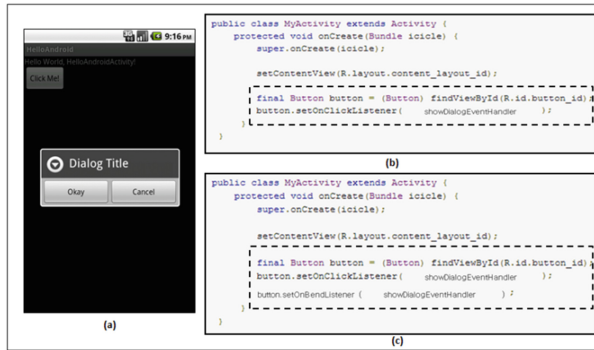 3G
9:16 PM
HelloAndroid
Hello World, HelloAndroidActivity!
Click Me!
Dialog Title
Okay Cancel
(a)
public class MyActivity extends Activity {
protected void onCreate(Bundle icicle) {
super.onCreate(icicle);
setContentView(R.layout.content_layout_id);
final Button button = (Button) findViewById(R.id.button_id);
button.setOnClickListener( showDialogEventHandler );
}
}
(b)
public class MyActivity extends Activity {
protected void onCreate(Bundle icicle) {
super.onCreate(icicle);
setContentView(R.layout.content_layout_id);
final Button button = (Button) findViewById(R.id.button_id);
button.setOnClickListener( showDialogEventHandler );
button.setOnBendListener ( showDialogEventHandler ) ;
}
}
(c)